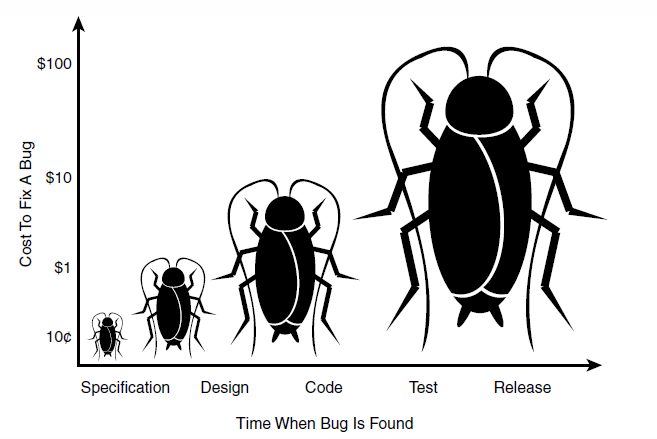 $100
$10
$1
10¢
Cost To Fix A Bug
Specification Design Code Test Release
Time When Bug Is Found